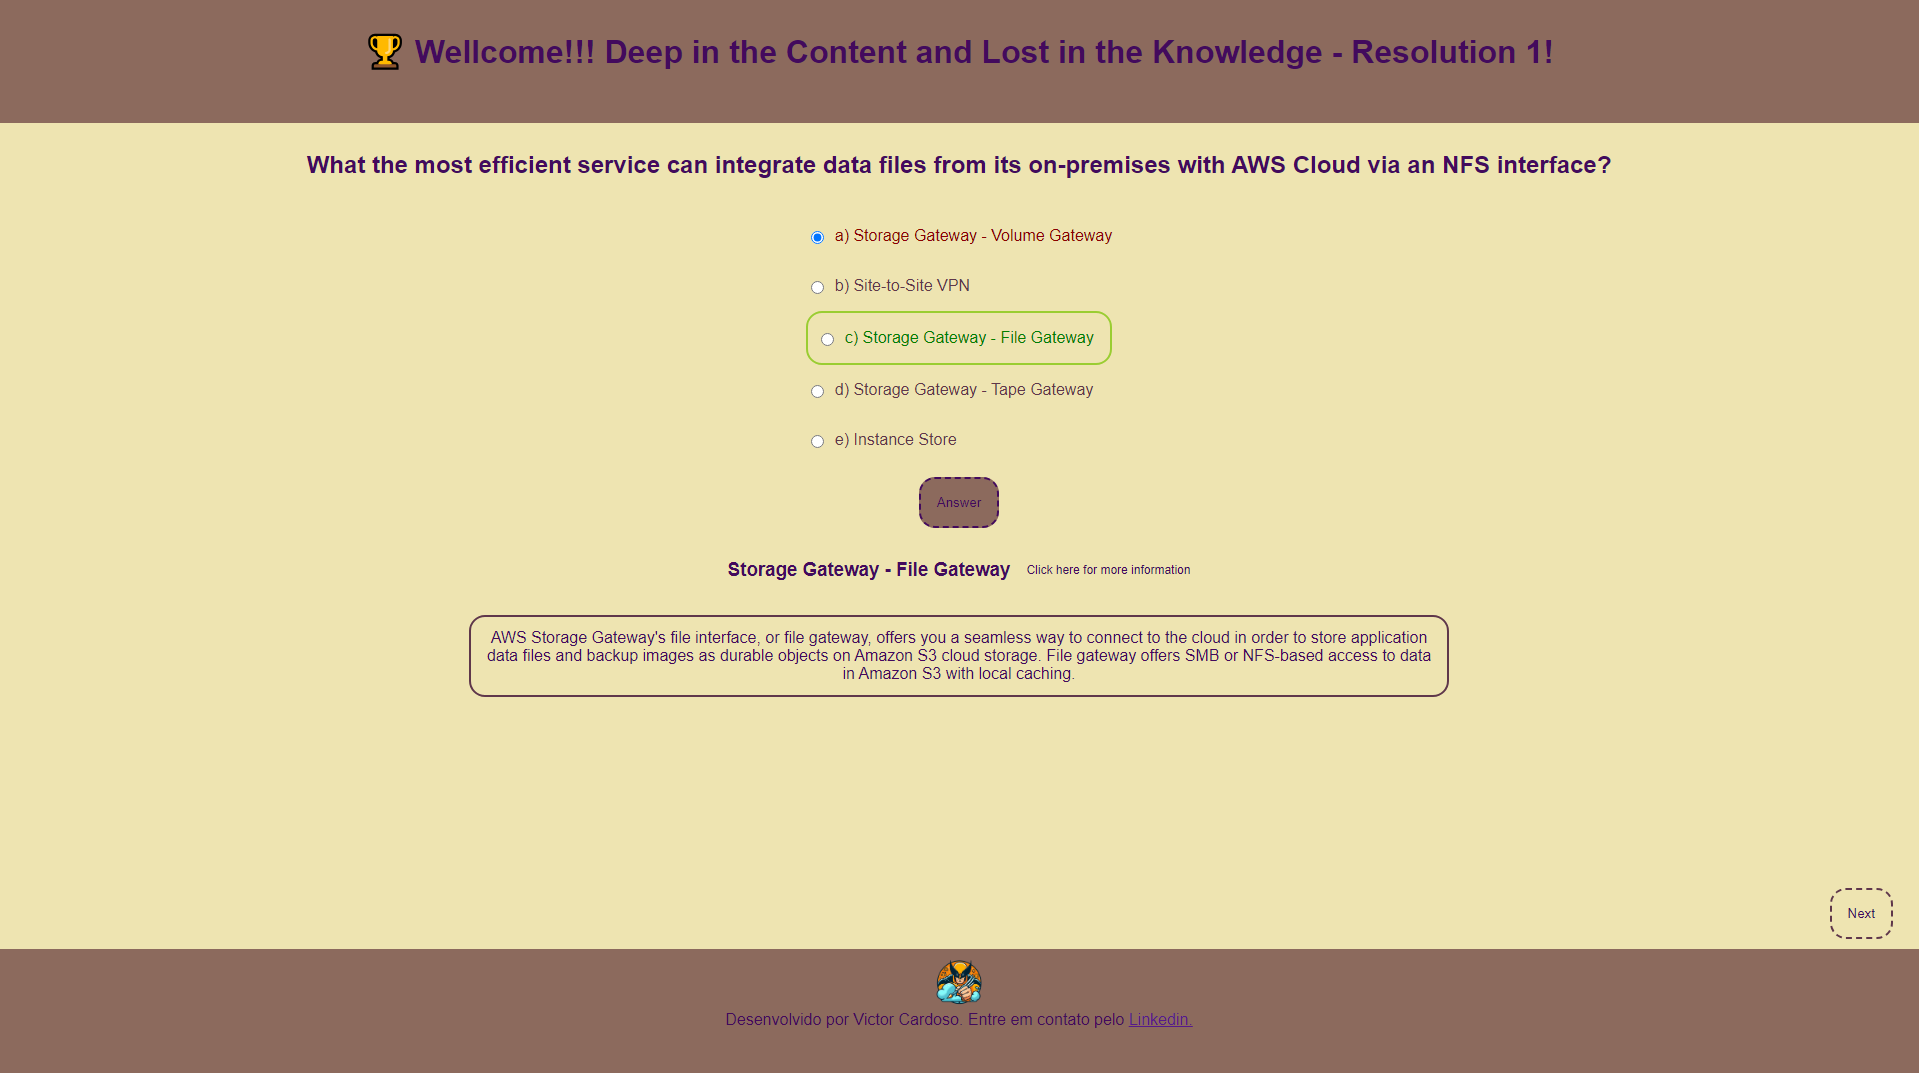 Wellcome!!! Deep in the Content and Lost in the Knowledge - Resolution 1!
What the most efficient service can integrate data files from its on-premises with AWS Cloud via an NFS interface?
a) Storage Gateway - Volume Gateway
b) Site-to-Site VPN
c) Storage Gateway - File Gateway
d) Storage Gateway - Tape Gateway
e) Instance Store
Answer
Storage Gateway - File Gateway Click here for more information
AWS Storage Gateway's file interface, or file gateway, offers you a seamless way to connect to the cloud in order to store application
data files and backup images as durable objects on Amazon S3 cloud storage. File gateway offers SMB or NFS-based access to data
in Amazon S3 with local caching.
Next
Desenvolvido por Victor Cardoso. Entre em contato pelo Linkedin.